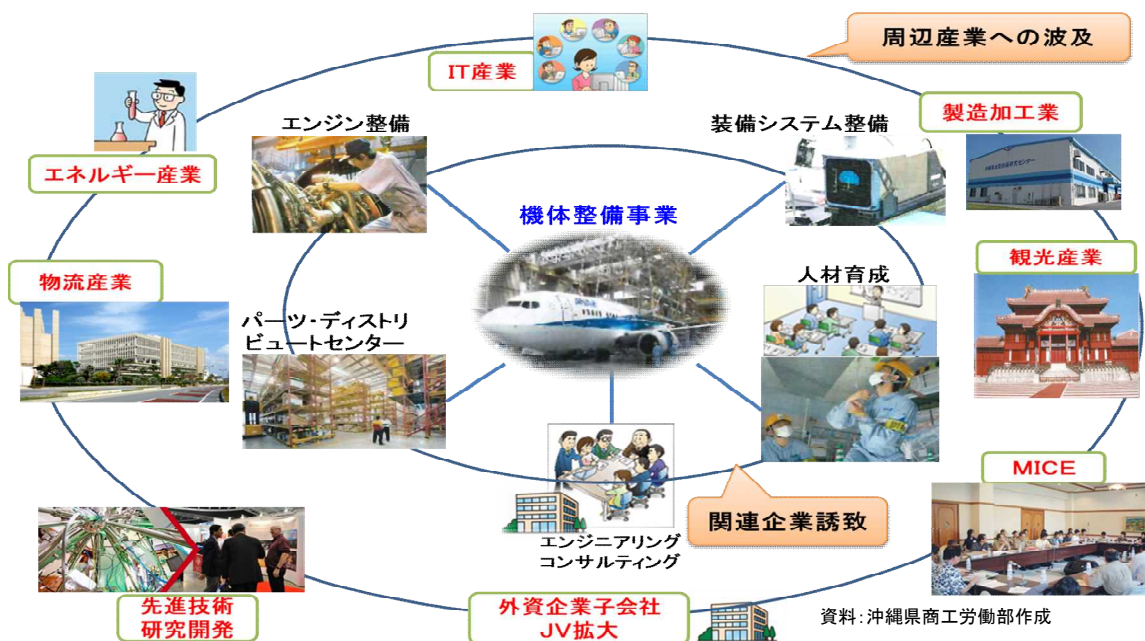 周辺産業への波及
IT産業
製造加工業
エンジン整備
装備システム整備
エネルギー産業
機体整備事業
物流産業
観光産業
人材育成
パーツ・ディストリ
ビュートセンター
MICE
関連企業誘致
エンジニアリング
コンサルティング
先進技術
研究開発
外資企業子会社
JV拡大
資料：沖縄県商工労働部作成